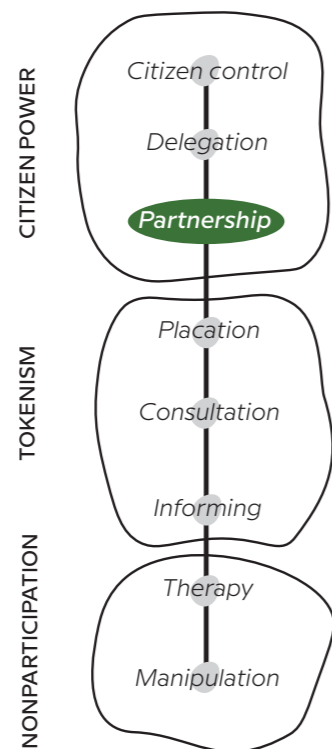 CITIZEN POWER
Citizen control
Delegation
Partnership
TOKENISM
Placation
Consultation
Informing
NONPARTICIPATION
Therapy
Manipulation